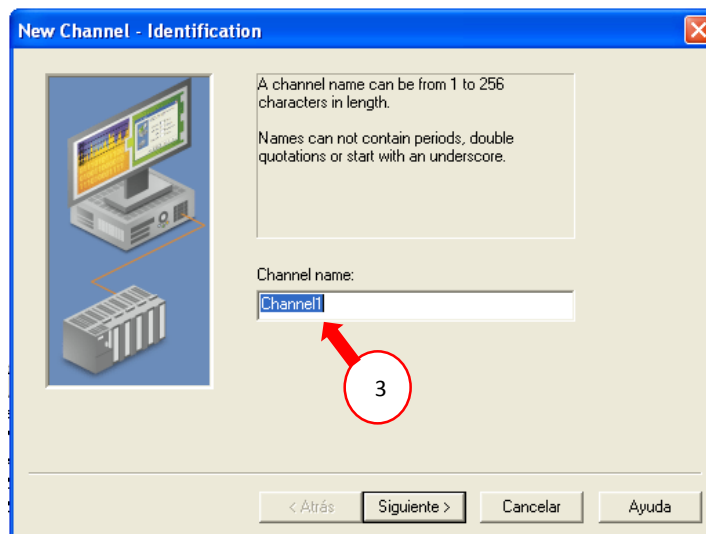 New Channel - Identification
A channel name can be from 1 to 256
characters in length.
Names can not contain periods, double
quotations or start with an underscore.
Channel name:
Channel1
3
< Atrás
Siguiente >
Cancelar
Ayuda